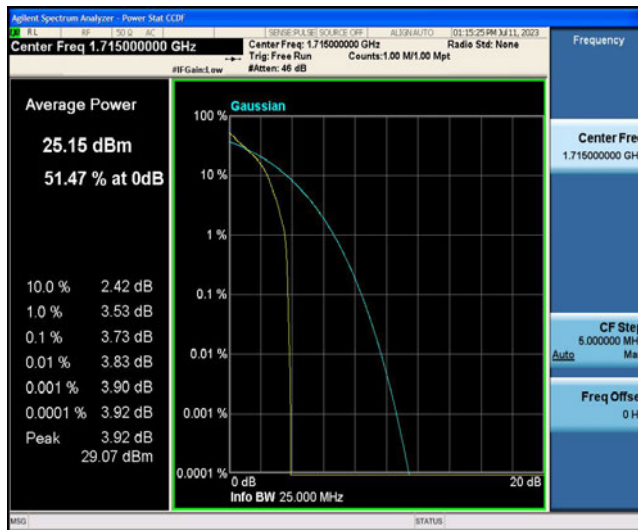 Agilent Spectrum Analyzer - Power Stat CCDF
RL RF 50 Ω AC SENSE:PULSE SOURCE OFF ALIGN AUTO 01:15:25 PM Jul 11, 2023
Center Freq 1.715000000 GHz
Center Freq: 1.715000000 GHz Radio Std: None
Trig: Free Run Counts:1.00 M/1.00 Mpt
#IFGain:Low #Atten: 46 dB
Frequency
Average Power
25.15 dBm
51.47 % at 0dB
10.0 % 2.42 dB
1.0 % 3.53 dB
0.1 % 3.73 dB
0.01 % 3.83 dB
0.001 % 3.90 dB
0.0001 % 3.92 dB
Peak 3.92 dB
29.07 dBm
Gaussian
100 %
10 %
1 %
0.1 %
0.01 %
0.001 %
0.0001 %
0 dB 20 dB
Info BW 25.000 MHz
Center Fre
1.715000000 GH
CF Ste
5.000000 MH
Auto Ma
Freq Offse
0 H
MSG STATUS